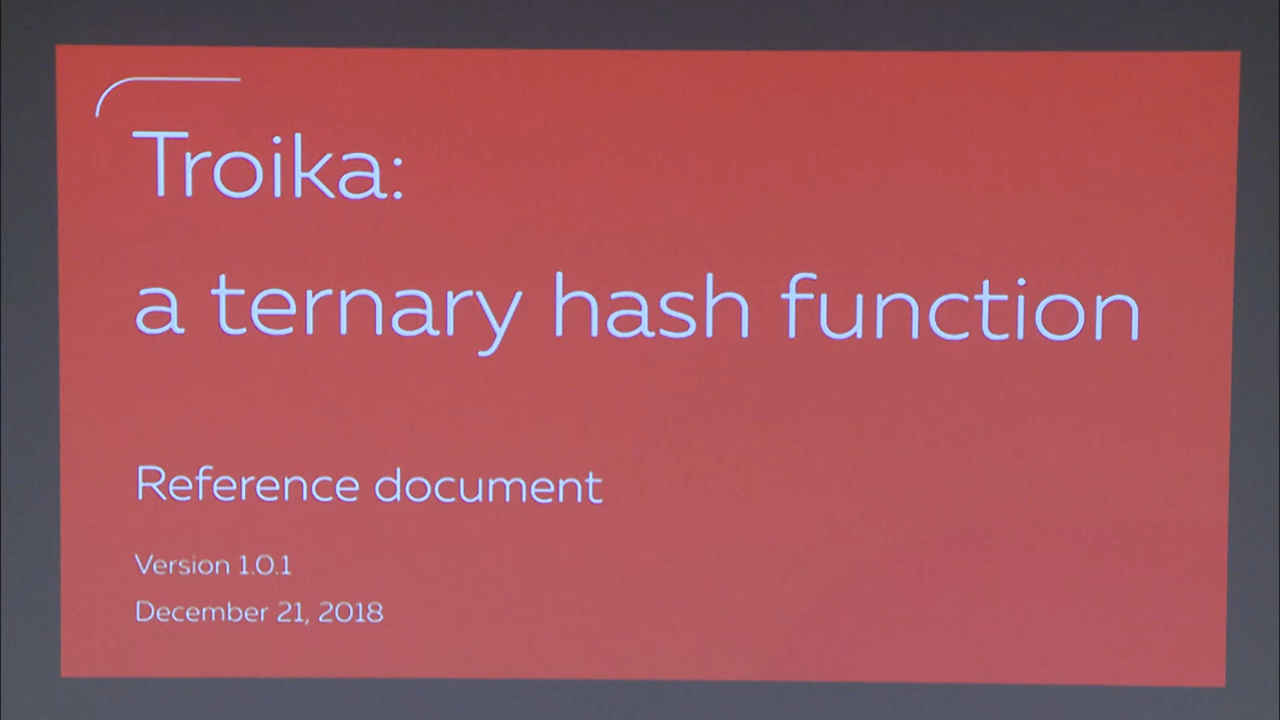 Troika:
a ternary hash function
Reference document
Version 1.0.1
December 21, 2018